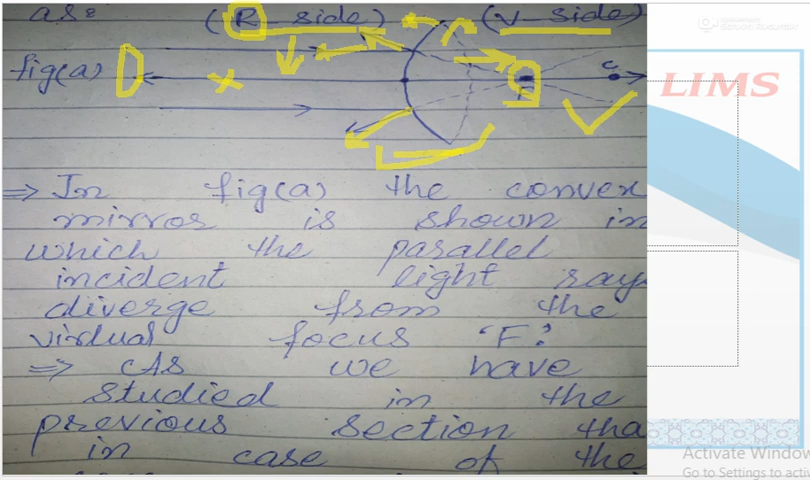 as:
(R-side)
(V-side)
fig(a)
F
C
LIMS
⇒ In fig(a) the convex
mirror is shown in
which the parallel
incident light rays
diverge from the
virtual focus 'F'.
⇒ As we have
studied in the
previous section tha
in case of the
Activate Window
Go to Settings to activ